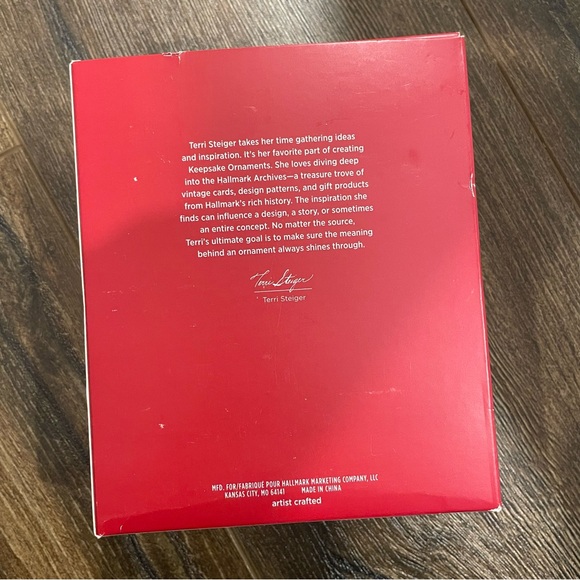 Terri Steiger takes her time gathering ideas
and inspiration. It's her favorite part of creating
Keepsake Ornaments. She loves diving deep
into the Hallmark Archives—a treasure trove of
vintage cards, design patterns, and gift products
from Hallmark's rich history. The inspiration she
finds can influence a design, a story, or sometimes
an entire concept. No matter the source,
Terri's ultimate goal is to make sure the meaning
behind an ornament always shines through.
Terri Steiger
Terri Steiger
MFD. FOR/FABRIQUÉ POUR HALLMARK MARKETING COMPANY, LLC
KANSAS CITY, MO 64141 MADE IN CHINA
artist crafted